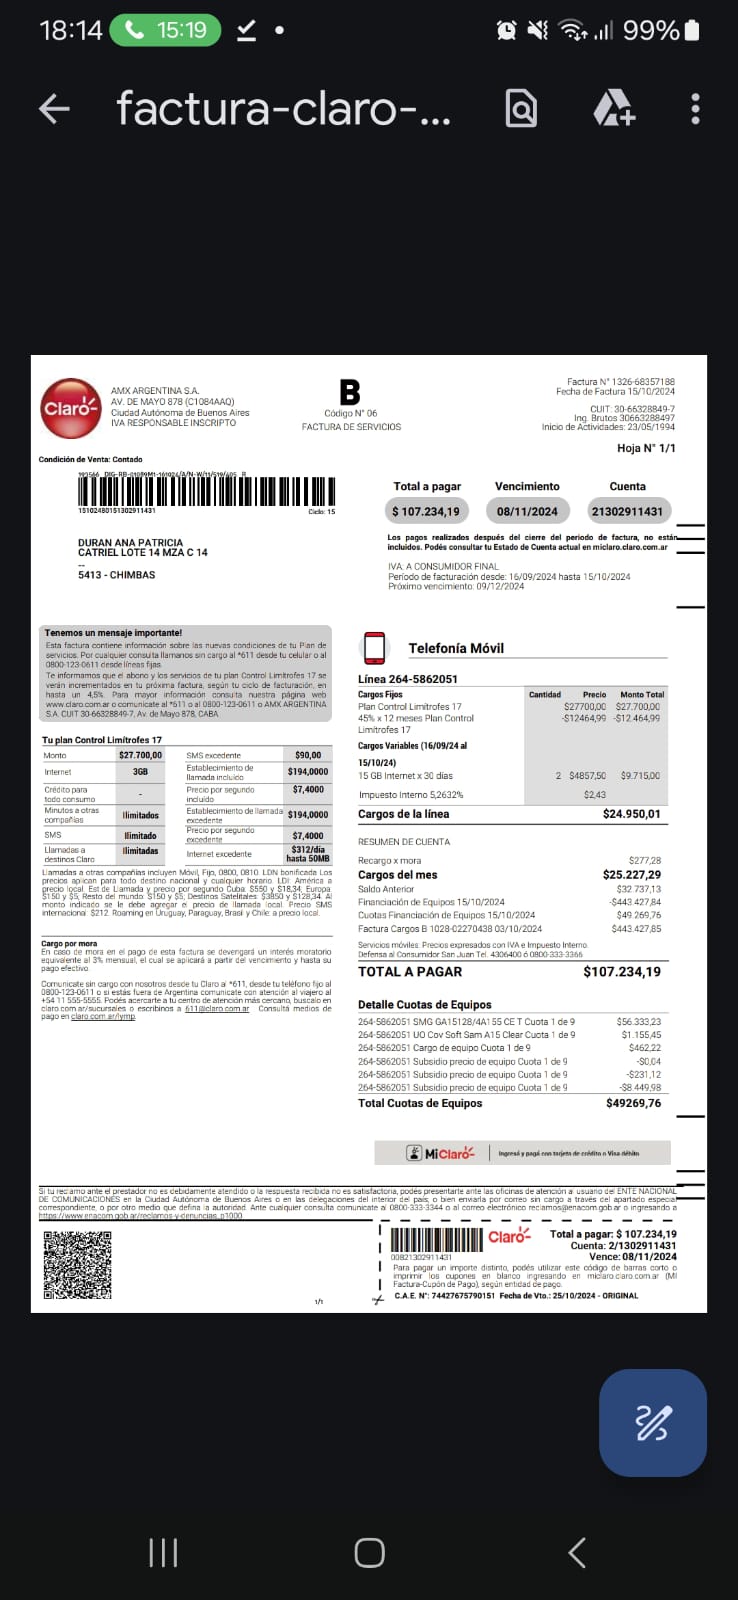 18:14 15:19 99%
factura-claro-...
Claro-
AMX ARGENTINA S.A.
AV. DE MAYO 878 (C1084AAQ)
Ciudad Autónoma de Buenos Aires
IVA RESPONSABLE INSCRIPTO
B
Código N° 06
FACTURA DE SERVICIOS
Factura N° 1326-68357188
Fecha de Factura 15/10/2024
CUIT: 30-66328849-7
Ing. Brutos 30663288497
Inicio de Actividades: 23/05/1994
Hoja N° 1/1
Condición de Venta: Contado
15102480151302911431
Ciclo: 15
DURAN ANA PATRICIA
CATRIEL LOTE 14 MZA C 14
--
5413 - CHIMBAS
Total a pagar Vencimiento Cuenta
$ 107.234,19 08/11/2024 21302911431
Los pagos realizados después del cierre del periodo de factura, no están
incluidos. Podés consultar tu Estado de Cuenta actual en miclaro.claro.com.ar
IVA: A CONSUMIDOR FINAL
Período de facturación desde: 16/09/2024 hasta 15/10/2024
Próximo vencimiento: 09/12/2024
Tenemos un mensaje importante!
Esta factura contiene información sobre las nuevas condiciones de tu Plan de
servicios. Por cualquier consulta llamanos sin cargo al *611 desde tu celular o al
0800-123-0611 desde líneas fijas.
Te informamos que el abono y los servicios de tu plan Control Limítrofes 17 se
verán incrementados en tu próxima factura, según tu ciclo de facturación, en
hasta un 4,5%. Para mayor información consulta nuestra página web
www.claro.com.ar o comunicate al *611 o al 0800-123-0611 o AMX ARGENTINA
S.A. CUIT 30-66328849-7, Av. de Mayo 878, CABA
Tu plan Control Limítrofes 17
Monto $27.700,00 SMS excedente $90,00
Internet 3GB Establecimiento de llamada incluido $194,0000
Crédito para todo consumo - Precio por segundo incluido $7,4000
Minutos a otras compañías Ilimitados Establecimiento de llamada excedente $194,0000
SMS Ilimitado Precio por segundo excedente $7,4000
Llamadas a destinos Claro Ilimitadas Internet excedente $312/día hasta 50MB
Llamadas a otras compañías incluyen Móvil, Fijo, 0800, 0810. LDN bonificada Los
precios aplican para todo destino nacional y cualquier horario. LDI: América a
precio local. Est de Llamada y precio por segundo Cuba: $550 y $18,34; Europa:
$150 y $5; Resto del mundo: $150 y $5; Destinos Satelitales: $3850 y $128,34. Al
monto indicado se le debe agregar el precio de llamada local. Precio SMS
internacional: $212. Roaming en Uruguay, Paraguay, Brasil y Chile: a precio local.
Cargo por mora
En caso de mora en el pago de esta factura se devengará un interés moratorio
equivalente al 3% mensual, el cual se aplicará a partir del vencimiento y hasta su
pago efectivo.
Comunicate sin cargo con nosotros desde tu Claro al *611, desde tu teléfono fijo al
0800-123-0611 o si estás fuera de Argentina comunicate con atención al viajero al
+54 11 555-5555. Podés acercarte a tu centro de atención más cercano, buscalo en
claro.com.ar/sucursales o escribirnos a 611@claro.com.ar Consultá medios de
pago en claro.com.ar/lymp.
Telefonía Móvil
Línea 264-5862051
Cargos Fijos Cantidad Precio Monto Total
Plan Control Limítrofes 17 $27700,00 $27.700,00
45% x 12 meses Plan Control -$12464,99 -$12.464,99
Limítrofes 17
Cargos Variables (16/09/24 al
15/10/24)
15 GB Internet x 30 días 2 $4857,50 $9.715,00
Impuesto Interno 5,2632% $2,43
Cargos de la línea $24.950,01
RESUMEN DE CUENTA
Recargo x mora $277,28
Cargos del mes $25.227,29
Saldo Anterior $32.737,13
Financiación de Equipos 15/10/2024 -$443.427,84
Cuotas Financiación de Equipos 15/10/2024 $49.269,76
Factura Cargos B 1028-02270438 03/10/2024 $443.427,85
Servicios móviles: Precios expresados con IVA e Impuesto Interno.
Defensa al Consumidor San Juan Tel. 4306400 ó 0800-333-3366
TOTAL A PAGAR $107.234,19
Detalle Cuotas de Equipos
264-5862051 SMG GA15128/4A155 CE T Cuota 1 de 9 $56.333,23
264-5862051 UO Cov Soft Sam A15 Clear Cuota 1 de 9 $1.155,45
264-5862051 Cargo de equipo Cuota 1 de 9 $462,22
264-5862051 Subsidio precio de equipo Cuota 1 de 9 -$0,04
264-5862051 Subsidio precio de equipo Cuota 1 de 9 -$231,12
264-5862051 Subsidio precio de equipo Cuota 1 de 9 -$8.449,98
Total Cuotas de Equipos $49269,76
MiClaro- Ingresá y pagá con tarjeta de crédito o Visa débito
Si tu reclamo ante el prestador no es debidamente atendido o la respuesta recibida no es satisfactoria, podés presentarte ante las oficinas de atención al usuario del ENTE NACIONAL
DE COMUNICACIONES en la Ciudad Autónoma de Buenos Aires o en las delegaciones del interior del país, o bien enviarla por correo sin cargo a través del apartado especial
correspondiente, o por otro medio que defina la autoridad. Ante cualquier consulta comunicate al 0800-333-3344 o al correo electrónico reclamos@enacom.gob.ar o ingresando a
https://www.enacom.gob.ar/reclamos-y-denuncias_p1000.
Claro-
00821302911431
Total a pagar: $ 107.234,19
Cuenta: 2/1302911431
Vence: 08/11/2024
Para pagar un importe distinto, podés utilizar este código de barras corto o
imprimir los cupones en blanco ingresando en miclaro.claro.com.ar (Mi
Factura-Cupón de Pago), según entidad de pago.
C.A.E. N°: 74427675790151 Fecha de Vto.: 25/10/2024 - ORIGINAL
1/1